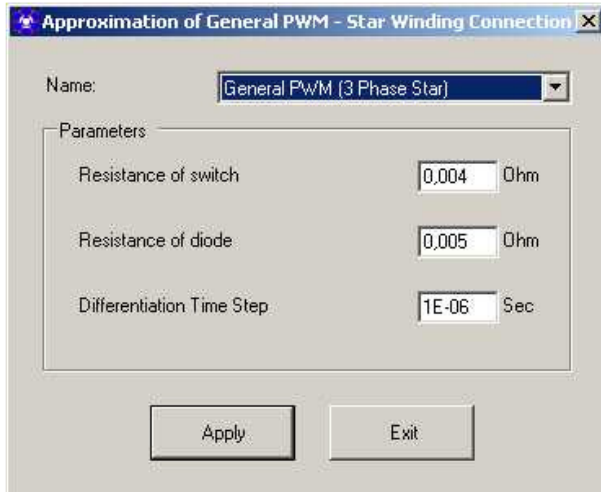 Approximation of General PWM - Star Winding Connection
Name: General PWM (3 Phase Star)
Parameters
Resistance of switch 0,004 Ohm
Resistance of diode 0,005 Ohm
Differentiation Time Step 1E-06 Sec
Apply Exit